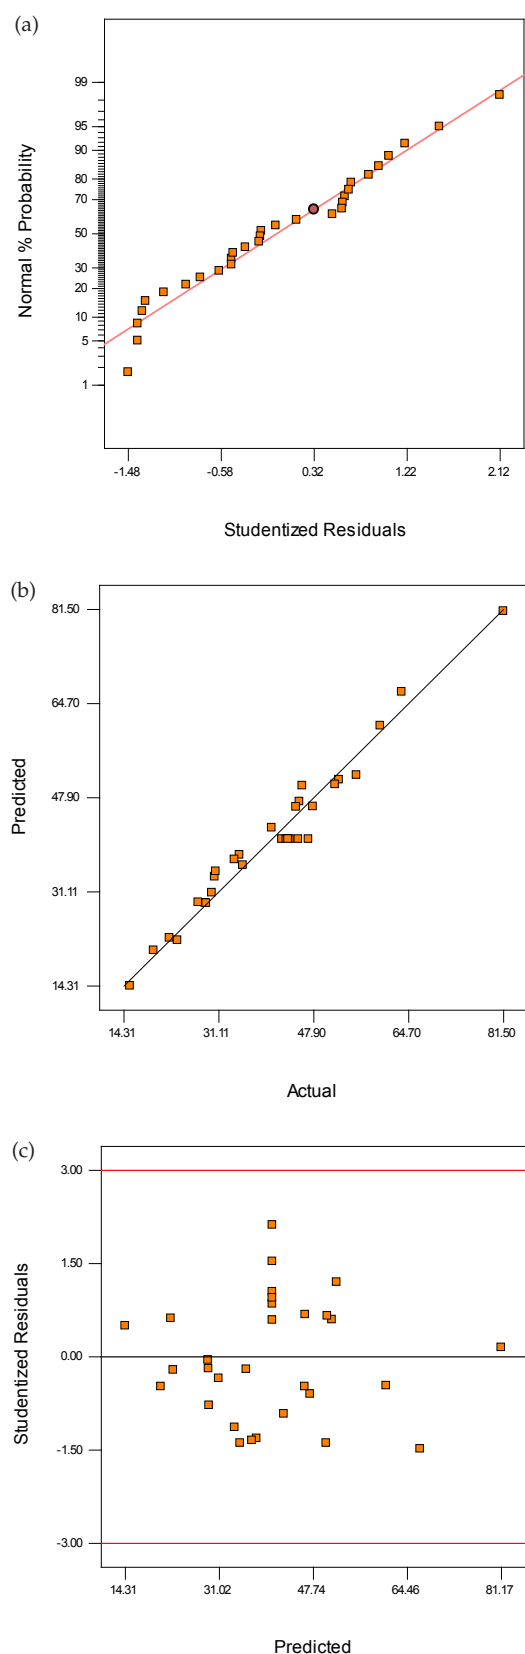 (a)
Normal % Probability
99
95
90
80
70
50
30
20
10
5
1
-1.48 -0.58 0.32 1.22 2.12
Studentized Residuals
(b)
Predicted
81.50
64.70
47.90
31.11
14.31
14.31 31.11 47.90 64.70 81.50
Actual
(c)
Studentized Residuals
3.00
1.50
0.00
-1.50
-3.00
14.31 31.02 47.74 64.46 81.17
Predicted